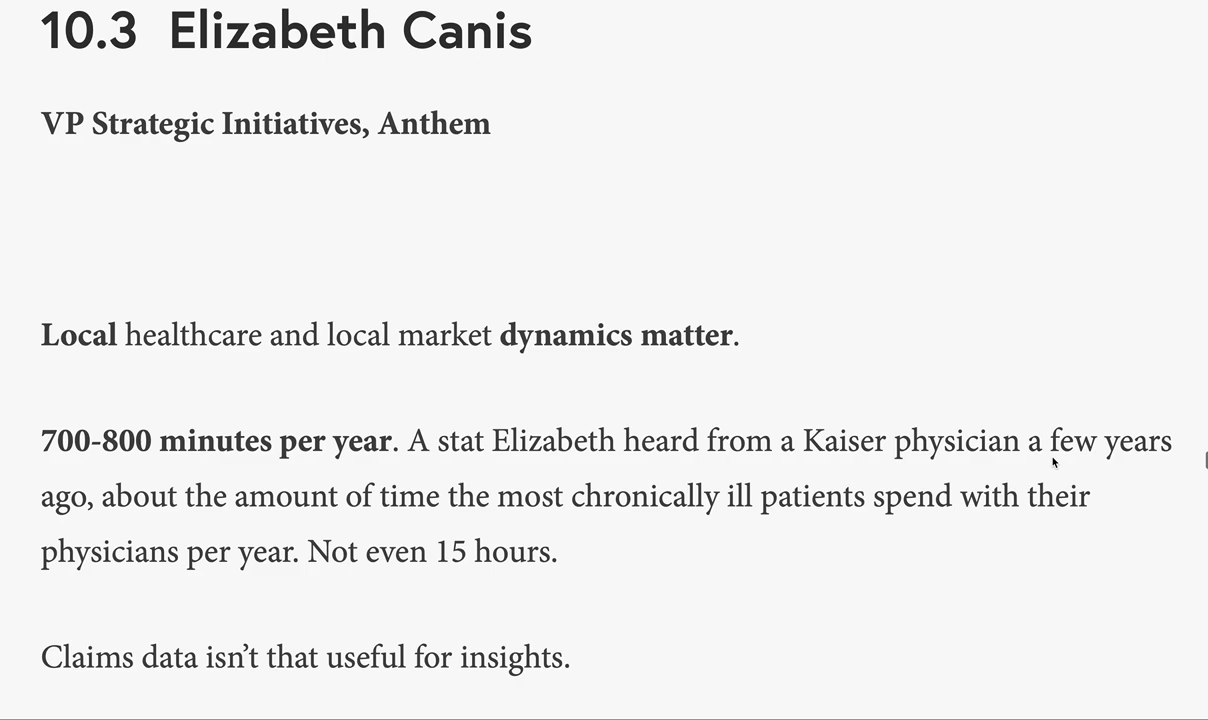 10.3 Elizabeth Canis
VP Strategic Initiatives, Anthem
Local healthcare and local market dynamics matter.
700-800 minutes per year. A stat Elizabeth heard from a Kaiser physician a few years
ago, about the amount of time the most chronically ill patients spend with their
physicians per year. Not even 15 hours.
Claims data isn’t that useful for insights.